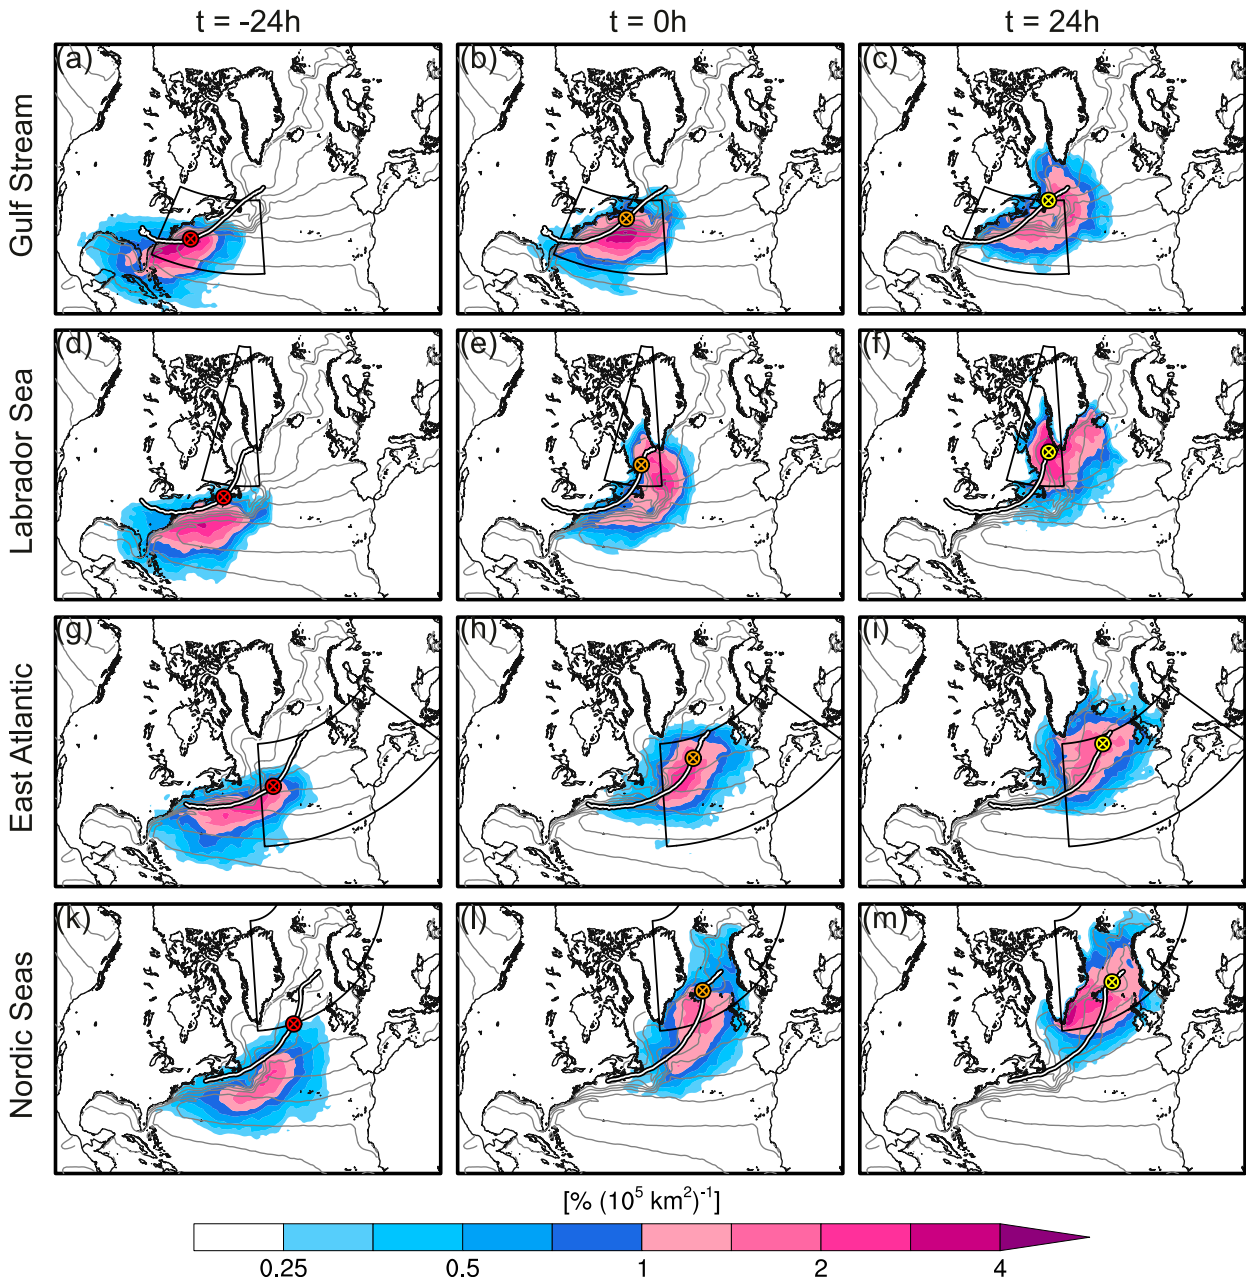 t = -24h
t = 0h
t = 24h
Gulf Stream
(a)
(b)
(c)
Labrador Sea
(d)
(e)
(f)
East Atlantic
(g)
(h)
(i)
Nordic Seas
(k)
(l)
(m)
[% (10⁵ km²)⁻¹]
0.25
0.5
1
2
4